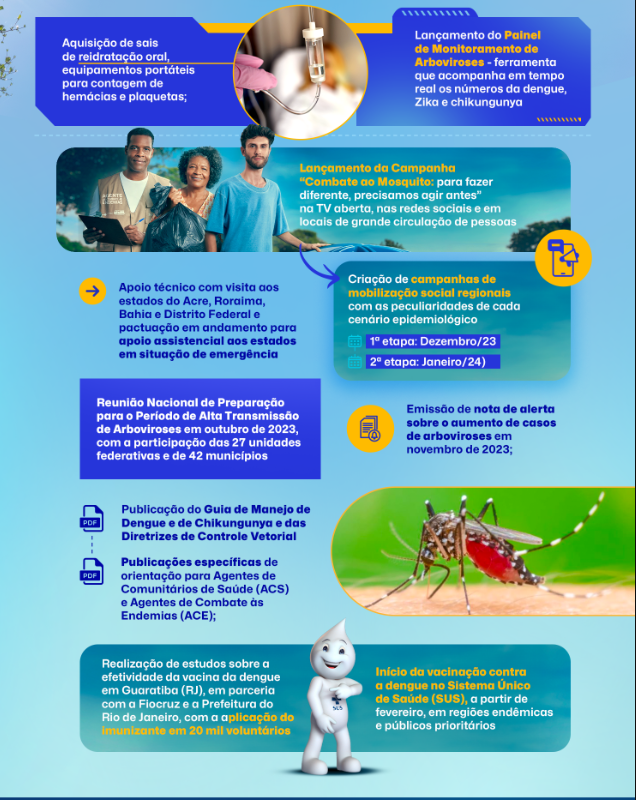 Aquisição de sais
de reidratação oral,
equipamentos portáteis
para contagem de
hemácias e plaquetas;
Lançamento do Painel
de Monitoramento de
Arboviroses - ferramenta
que acompanha em tempo
real os números da dengue,
Zika e chikungunya
Lançamento da Campanha
“Combate ao Mosquito: para fazer
diferente, precisamos agir antes”
na TV aberta, nas redes sociais e em
locais de grande circulação de pessoas
Apoio técnico com visita aos
estados do Acre, Roraima,
Bahia e Distrito Federal e
pactuação em andamento para
apoio assistencial aos estados
em situação de emergência
Criação de campanhas de
mobilização social regionais
com as peculiaridades de cada
cenário epidemiológico
1ª etapa: Dezembro/23
2ª etapa: Janeiro/24)
Reunião Nacional de Preparação
para o Período de Alta Transmissão
de Arboviroses em outubro de 2023,
com a participação das 27 unidades
federativas e de 42 municípios
Emissão de nota de alerta
sobre o aumento de casos
de arboviroses em
novembro de 2023;
PDF
Publicação do Guia de Manejo de
Dengue e de Chikungunya e das
Diretrizes de Controle Vetorial
PDF
Publicações específicas de
orientação para Agentes de
Comunitários de Saúde (ACS)
e Agentes de Combate às
Endemias (ACE);
Realização de estudos sobre a
efetividade da vacina da dengue
em Guaratiba (RJ), em parceria
com a Fiocruz e a Prefeitura do
Rio de Janeiro, com a aplicação do
imunizante em 20 mil voluntários
SUS
Início da vacinação contra
a dengue no Sistema Único
de Saúde (SUS), a partir de
fevereiro, em regiões endêmicas
e públicos prioritários